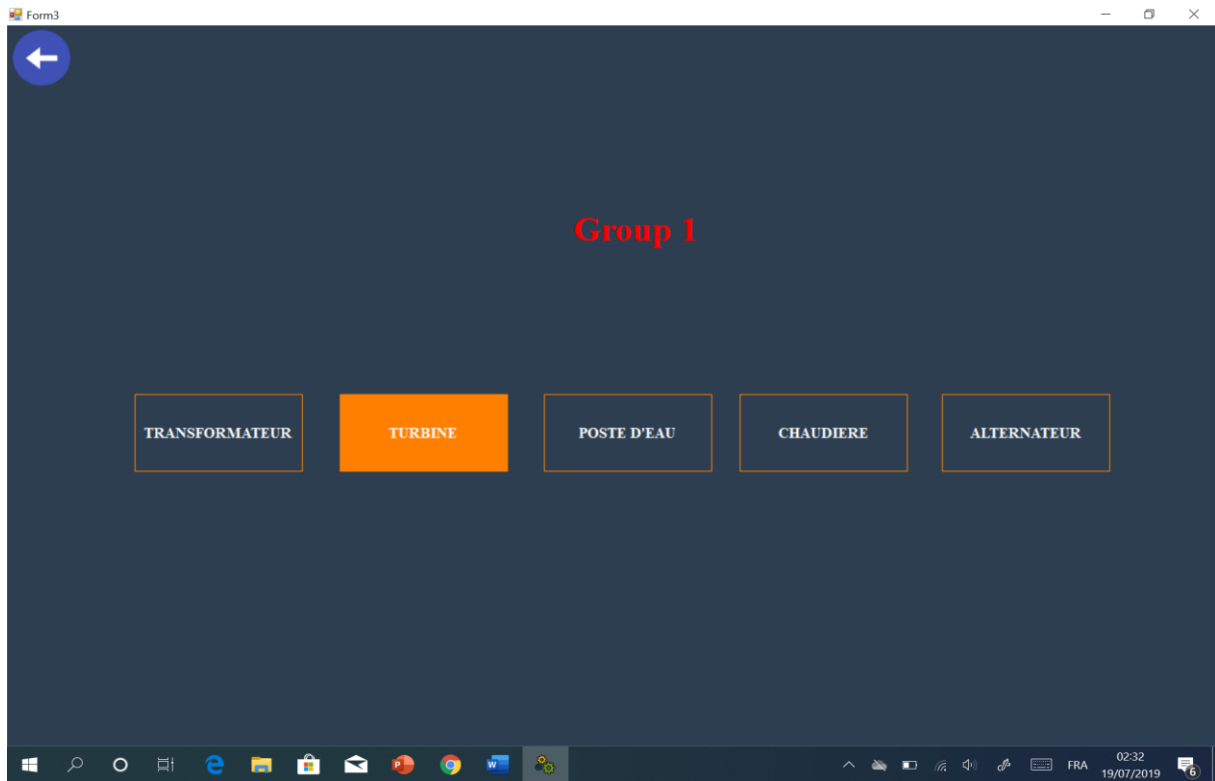 Form3
Group 1
TRANSFORMATEUR
TURBINE
POSTE D'EAU
CHAUDIERE
ALTERNATEUR
FRA
02:32
19/07/2019
6